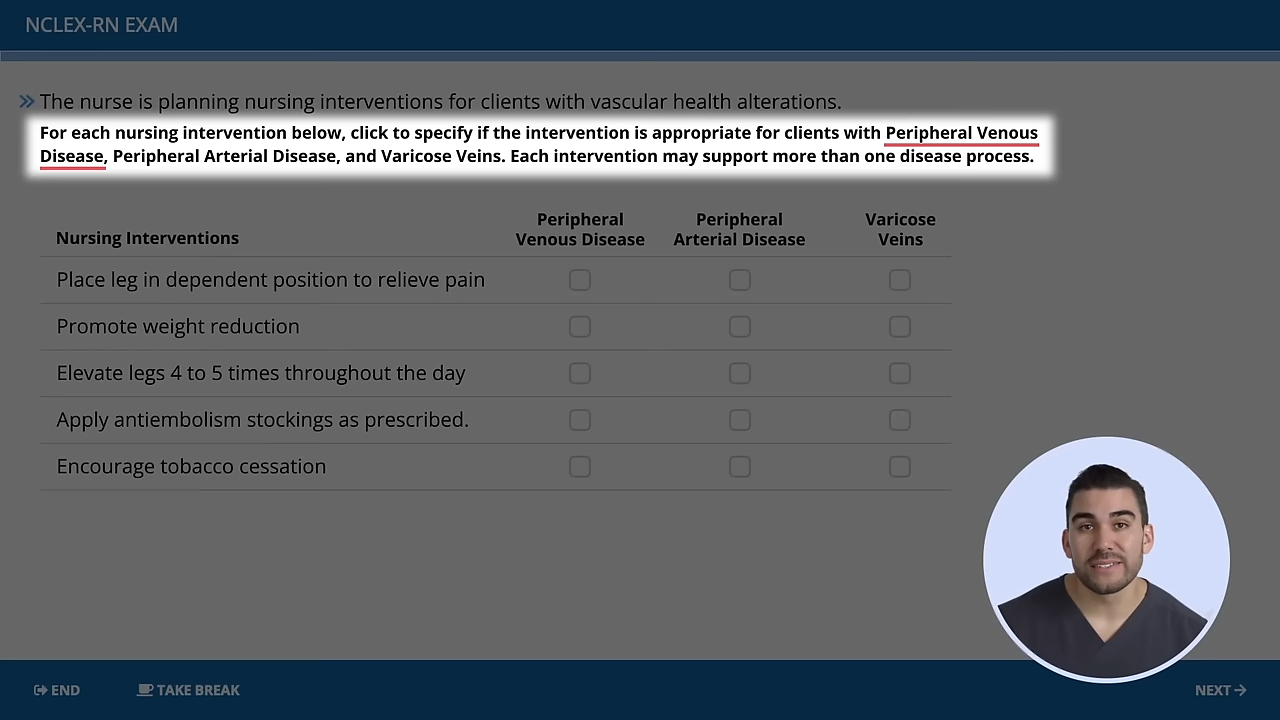 NCLEX-RN EXAM
The nurse is planning nursing interventions for clients with vascular health alterations.
For each nursing intervention below, click to specify if the intervention is appropriate for clients with Peripheral Venous
Disease, Peripheral Arterial Disease, and Varicose Veins. Each intervention may support more than one disease process.
Nursing Interventions
Peripheral
Venous Disease
Peripheral
Arterial Disease
Varicose
Veins
Place leg in dependent position to relieve pain
Promote weight reduction
Elevate legs 4 to 5 times throughout the day
Apply antiembolism stockings as prescribed.
Encourage tobacco cessation
END
TAKE BREAK
NEXT